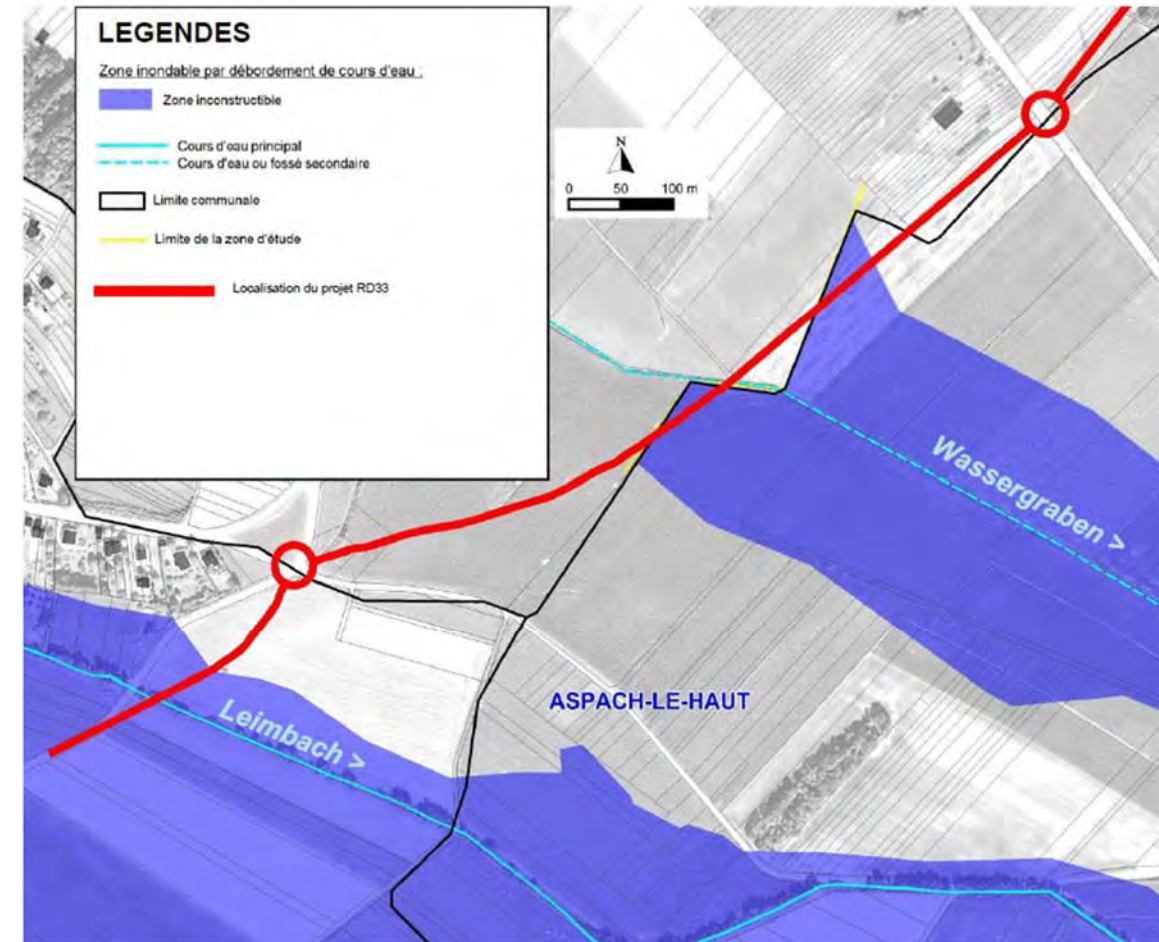 LEGENDES
Zone inondable par débordement de cours d'eau :
Zone inconstructible
Cours d'eau principal
Cours d'eau ou fossé secondaire
Limite communale
Limite de la zone d'étude
Localisation du projet RD33
N
0 50 100 m
Wassergraben >
ASPACH-LE-HAUT
Leimbach >